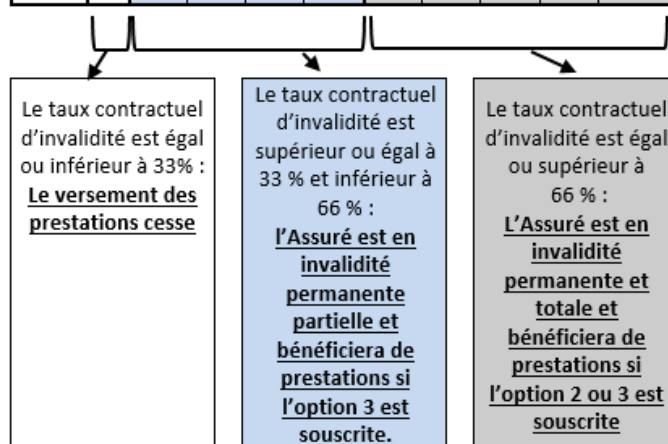 Le taux contractuel
d'invalidité est égal
ou inférieur à 33% :
Le versement des
prestations cesse
Le taux contractuel
d'invalidité est
supérieur ou égal à
33 % et inférieur à
66 % :
l'Assuré est en
invalidité
permanente
partielle et
bénéficiera de
prestations si
l'option 3 est
souscrite.
Le taux contractuel
d'invalidité est égal
ou supérieur à
66 % :
L'Assuré est en
invalidité
permanente et
totale et
bénéficiera de
prestations si
l'option 2 ou 3 est
souscrite